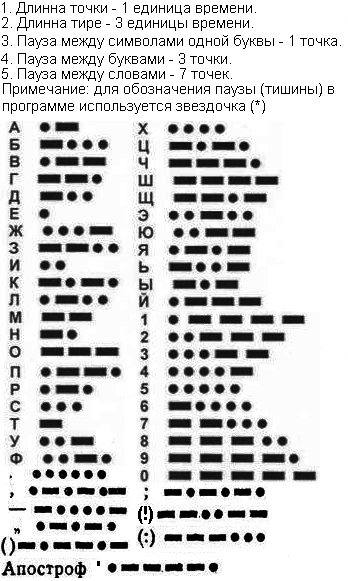 1. Длинна точки - 1 единица времени.
2. Длинна тире - 3 единицы времени.
3. Пауза между символами одной буквы - 1 точка.
4. Пауза между буквами - 3 точки.
5. Пауза между словами - 7 точек.
Примечание: для обозначения паузы (тишины) в
программе используется звездочка (*)
А
Б
В
Г
Д
Е
Ж
З
И
К
Л
М
Н
О
П
Р
С
Т
У
Ф
.
,
—
„
()
Апостроф '
Х
Ц
Ч
Ш
Щ
Э
Ю
Я
Ь
Ы
Й
1
2
3
4
5
6
7
8
9
0
;
(!)
(:)